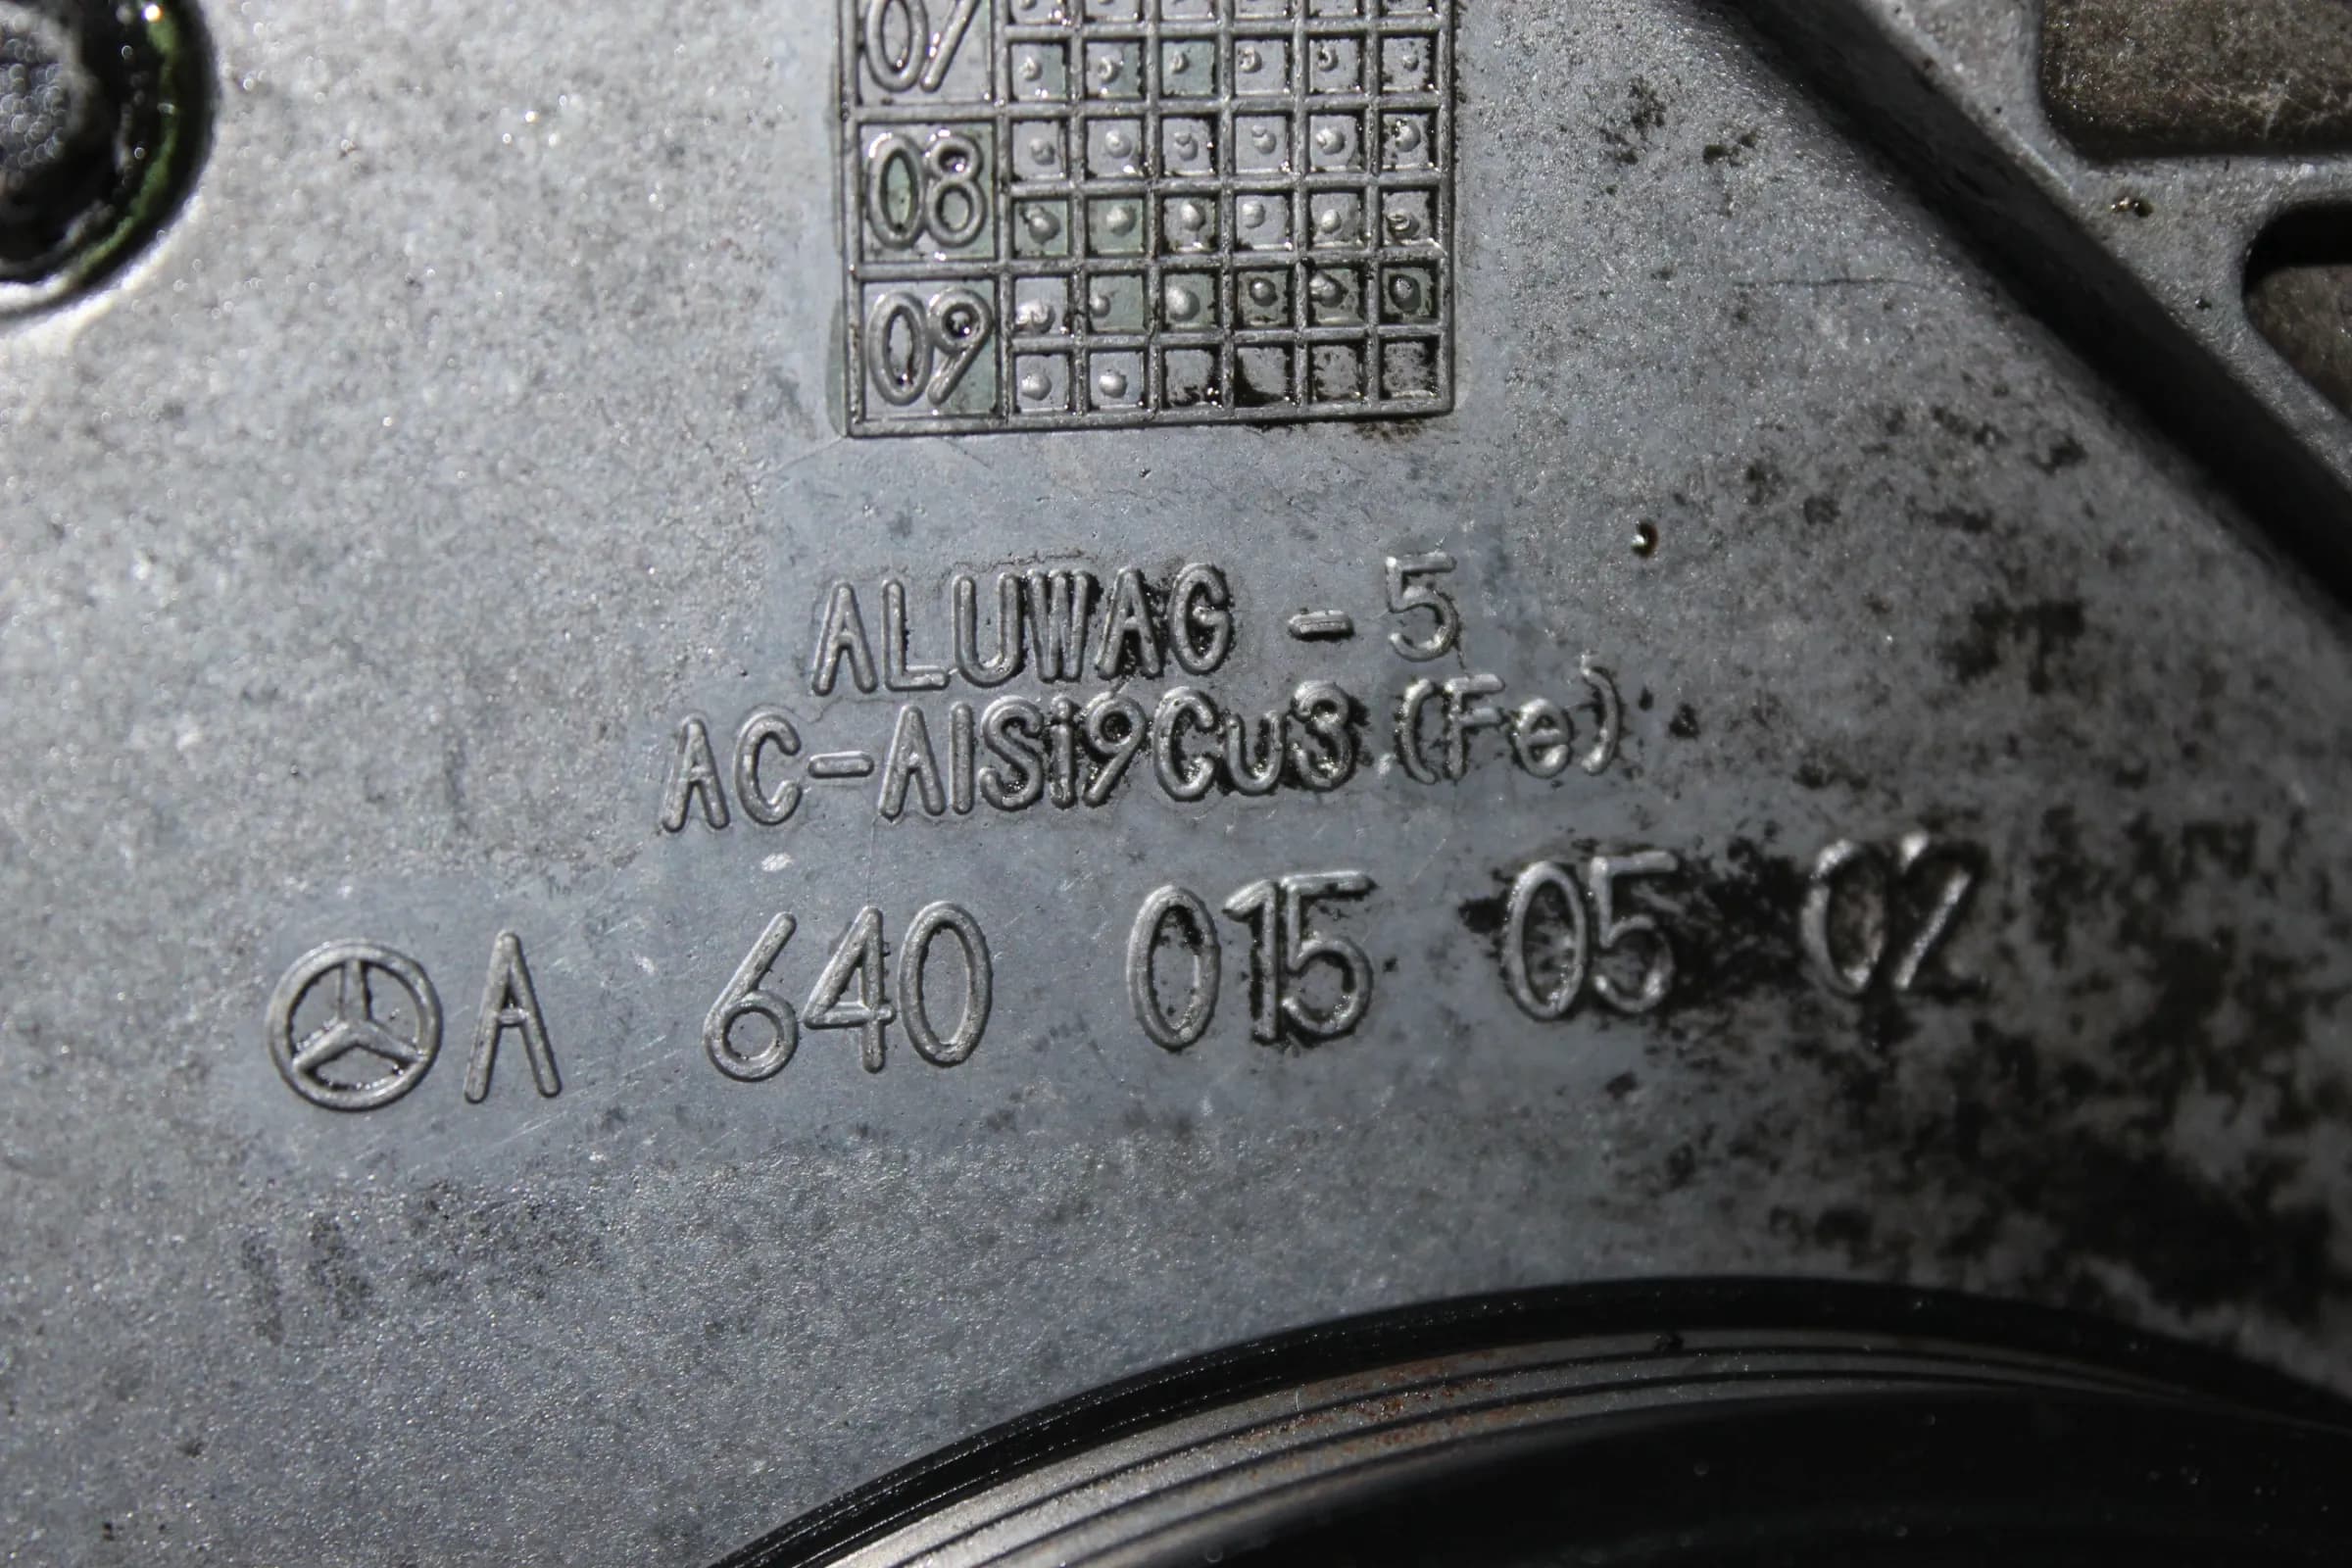 07
08
09
ALUWAG - 5
AC-AlSi9Cu3 (Fe)
A 640 015 05 02